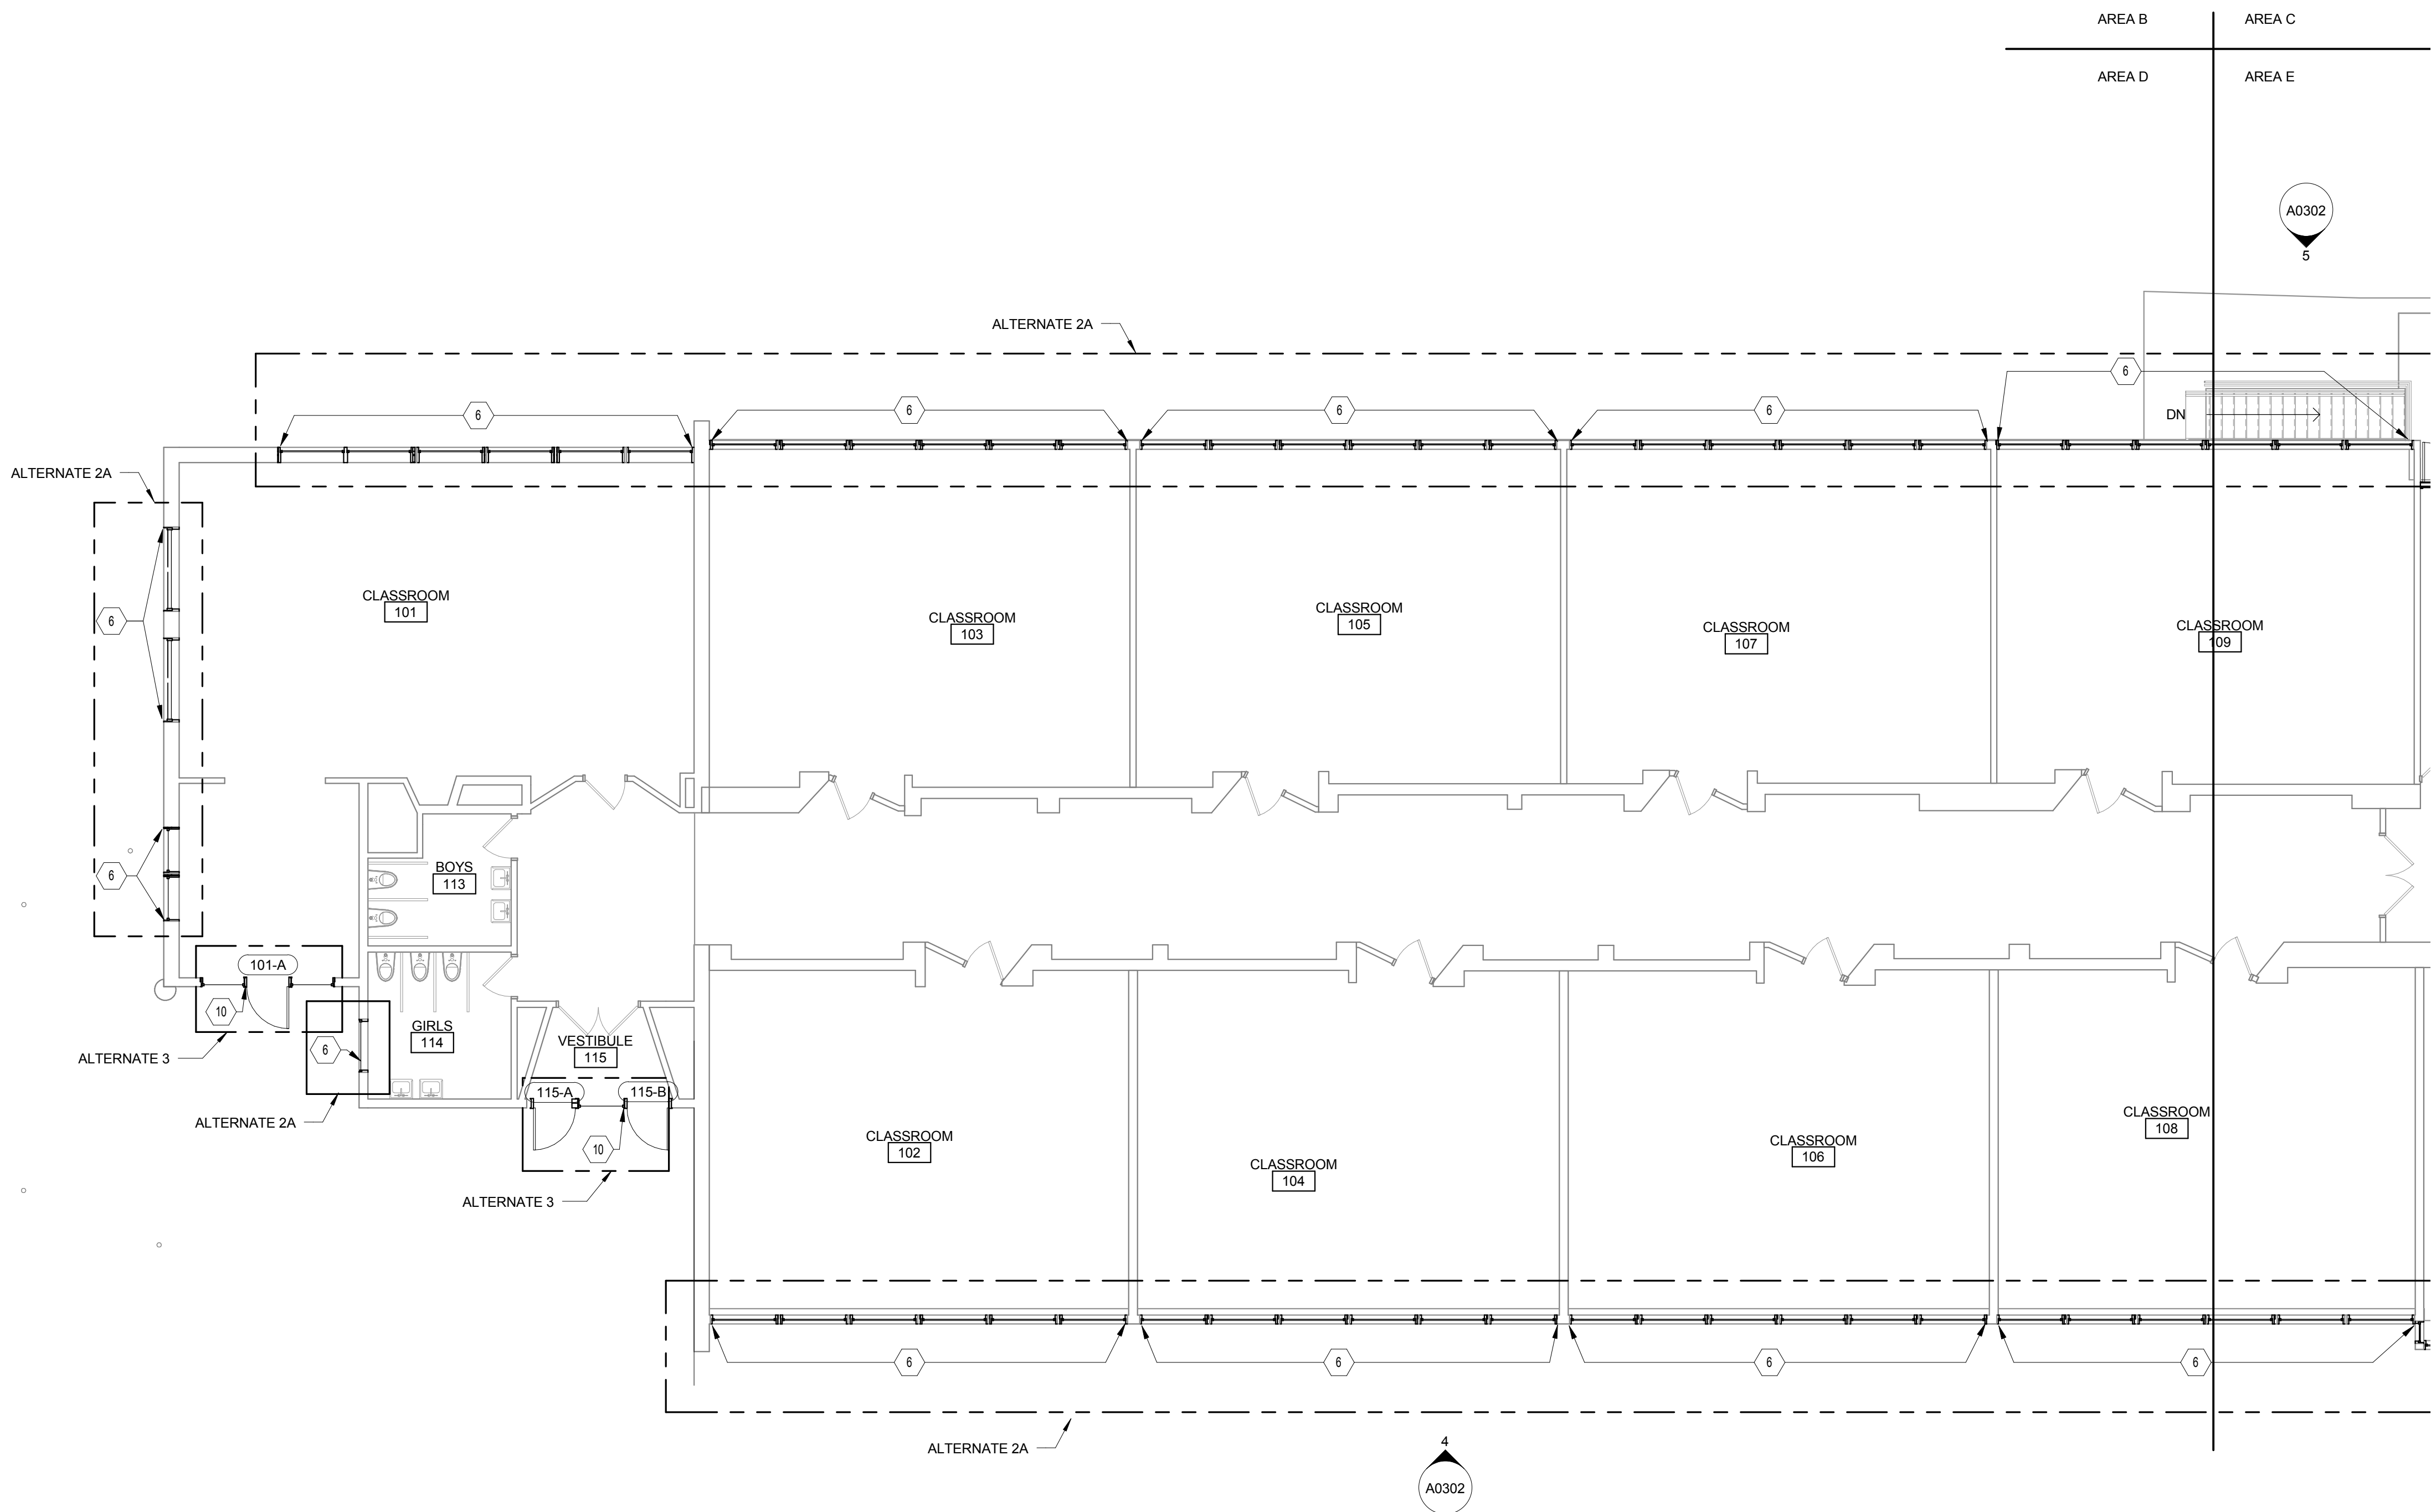 AREA B
AREA C
AREA D
AREA E
A0302
5
ALTERNATE 2A
6
6
6
6
6
DN
ALTERNATE 2A
CLASSROOM
101
CLASSROOM
103
CLASSROOM
105
CLASSROOM
107
CLASSROOM
109
6
6
BOYS
113
101-A
10
GIRLS
114
6
VESTIBULE
115
ALTERNATE 3
115-A
115-B
ALTERNATE 2A
10
ALTERNATE 3
CLASSROOM
102
CLASSROOM
104
CLASSROOM
106
CLASSROOM
108
6
6
6
6
ALTERNATE 2A
4
A0302